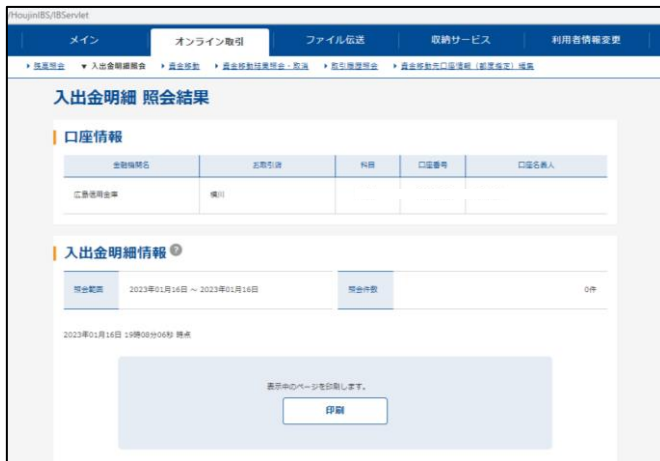 /HoujinIBS/IBServlet
メイン オンライン取引 ファイル伝送 収納サービス 利用者情報変更
残高照会 ▼ 入出金明細照会 資金移動 資金移動結果照会・取消 取引履歴照会 資金移動先口座情報（都度指定）編集
入出金明細 照会結果
口座情報
金融機関名 お取引店 科目 口座番号 口座名義人
広島信用金庫 横川
入出金明細情報 ?
照会範囲 2023年01月16日 ～ 2023年01月16日 照会件数 0件
2023年01月16日 19時08分06秒 時点
表示中のページを印刷します。
印刷